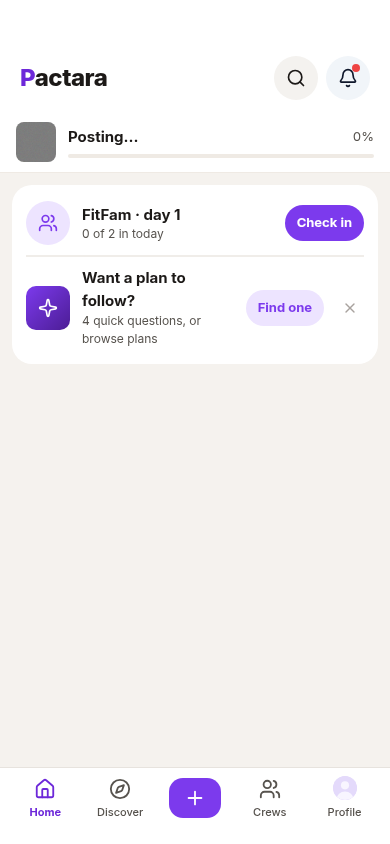 Pactara
Posting...
0%
FitFam · day 1
0 of 2 in today
Check in
Want a plan to
follow?
4 quick questions, or
browse plans
Find one
Home
Discover
Crews
Profile